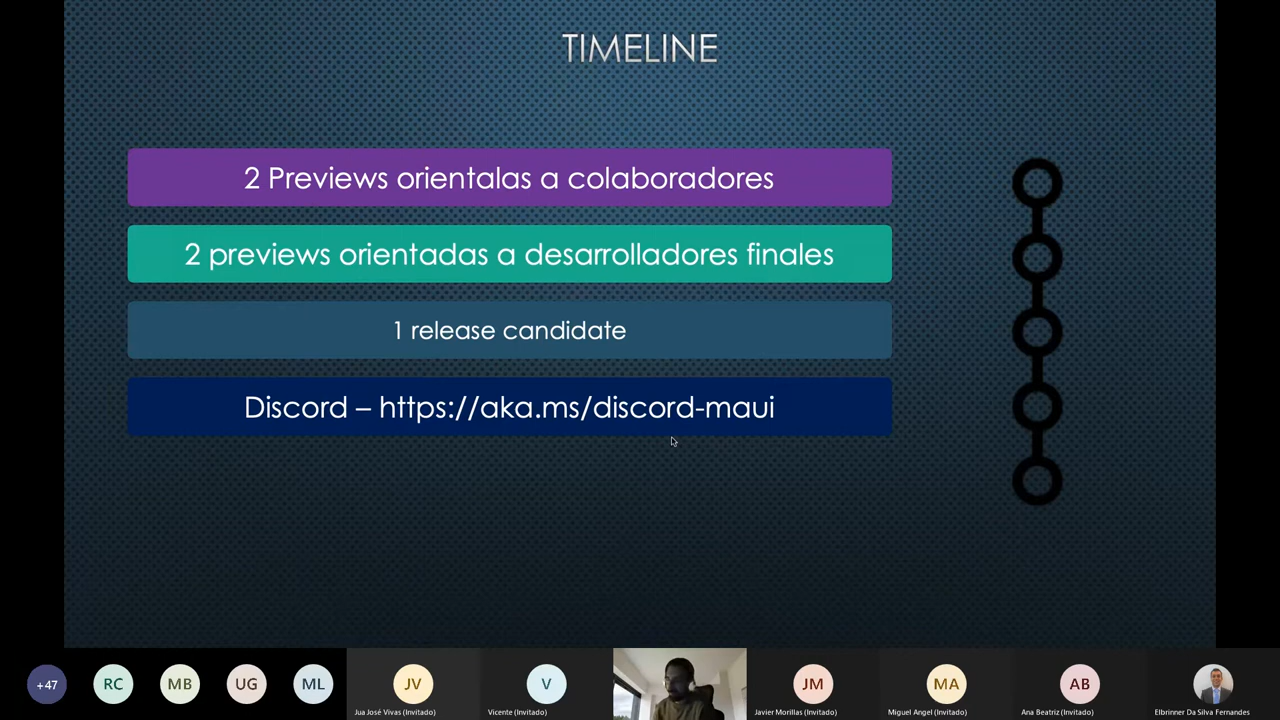 TIMELINE
2 Previews orientalas a colaboradores
2 previews orientadas a desarrolladores finales
1 release candidate
Discord – https://aka.ms/discord-maui
+47
RC
MB
UG
ML
JV
V
JM
MA
AB
Jua José Vivas (Invitado)
Vicente (Invitado)
Javier Morillas (Invitado)
Miguel Angel (Invitado)
Ana Beatriz (Invitado)
Elbrinner Da Silva Fernandes